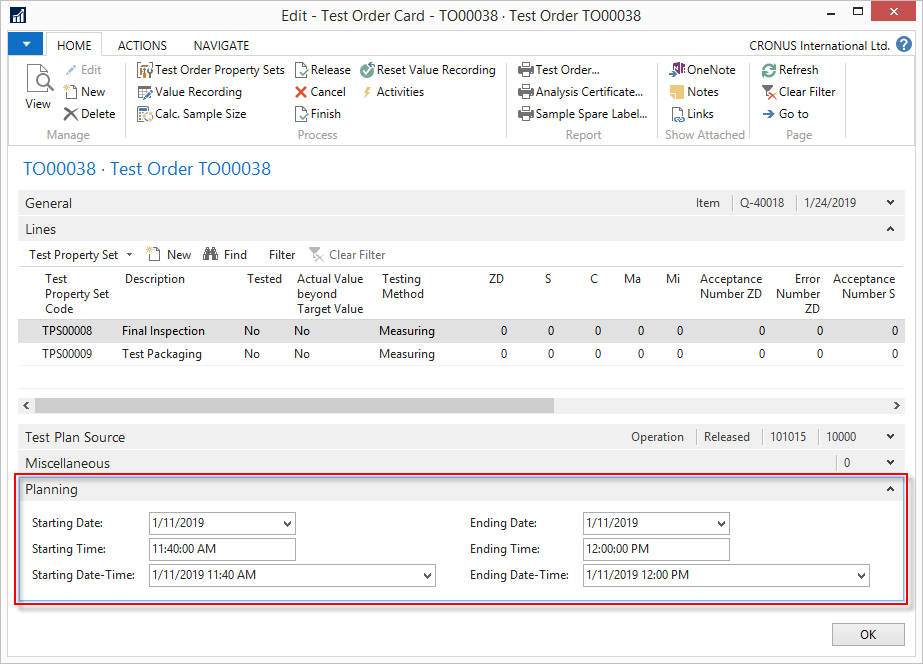 Edit - Test Order Card - TO00038 · Test Order TO00038
HOME ACTIONS NAVIGATE CRONUS International Ltd. ?
View
Edit
New
Delete
Manage
Test Order Property Sets
Value Recording
Calc. Sample Size
Release
Cancel
Finish
Reset Value Recording
Activities
Process
Test Order...
Analysis Certificate...
Sample Spare Label...
Report
OneNote
Notes
Links
Show Attached
Refresh
Clear Filter
Go to
Page
TO00038 · Test Order TO00038
General Item Q-40018 1/24/2019
Lines
Test Property Set New Find Filter Clear Filter
Test Property Set Code Description Tested Actual Value beyond Target Value Testing Method ZD S C Ma Mi Acceptance Number ZD Error Number ZD Acceptance Number S
TPS00008 Final Inspection No No Measuring 0 0 0 0 0 0 0 0
TPS00009 Test Packaging No No Measuring 0 0 0 0 0 0 0 0
Test Plan Source Operation Released 101015 10000
Miscellaneous 0
Planning
Starting Date: 1/11/2019 Ending Date: 1/11/2019
Starting Time: 11:40:00 AM Ending Time: 12:00:00 PM
Starting Date-Time: 1/11/2019 11:40 AM Ending Date-Time: 1/11/2019 12:00 PM
OK